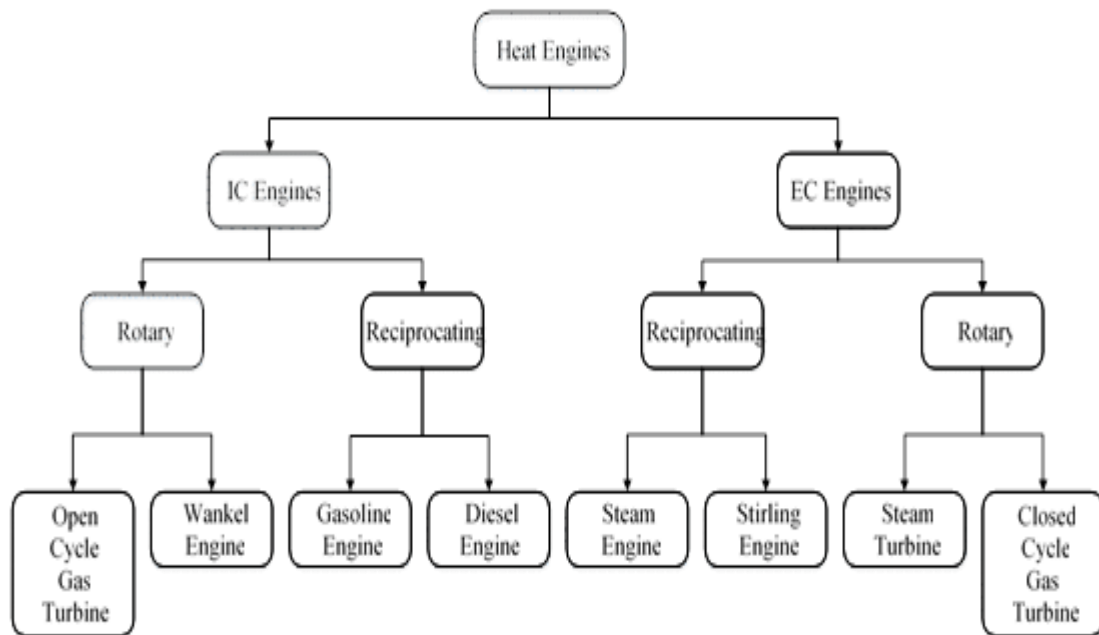 Heat Engines
IC Engines
EC Engines
Rotary
Reciprocating
Reciprocating
Rotary
Open
Cycle
Gas
Turbine
Wankel
Engine
Gasoline
Engine
Diesel
Engine
Steam
Engine
Stirling
Engine
Steam
Turbine
Closed
Cycle
Gas
Turbine